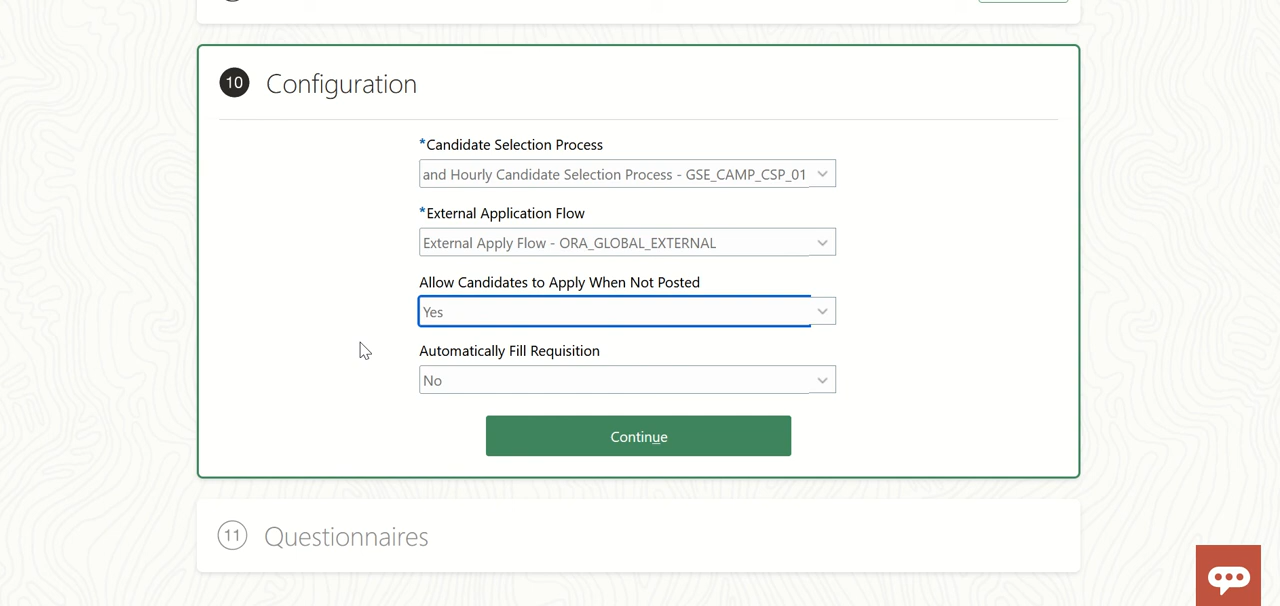 10 Configuration
*Candidate Selection Process
and Hourly Candidate Selection Process - GSE_CAMP_CSP_01
*External Application Flow
External Apply Flow - ORA_GLOBAL_EXTERNAL
Allow Candidates to Apply When Not Posted
Yes
Automatically Fill Requisition
No
Continue
11 Questionnaires